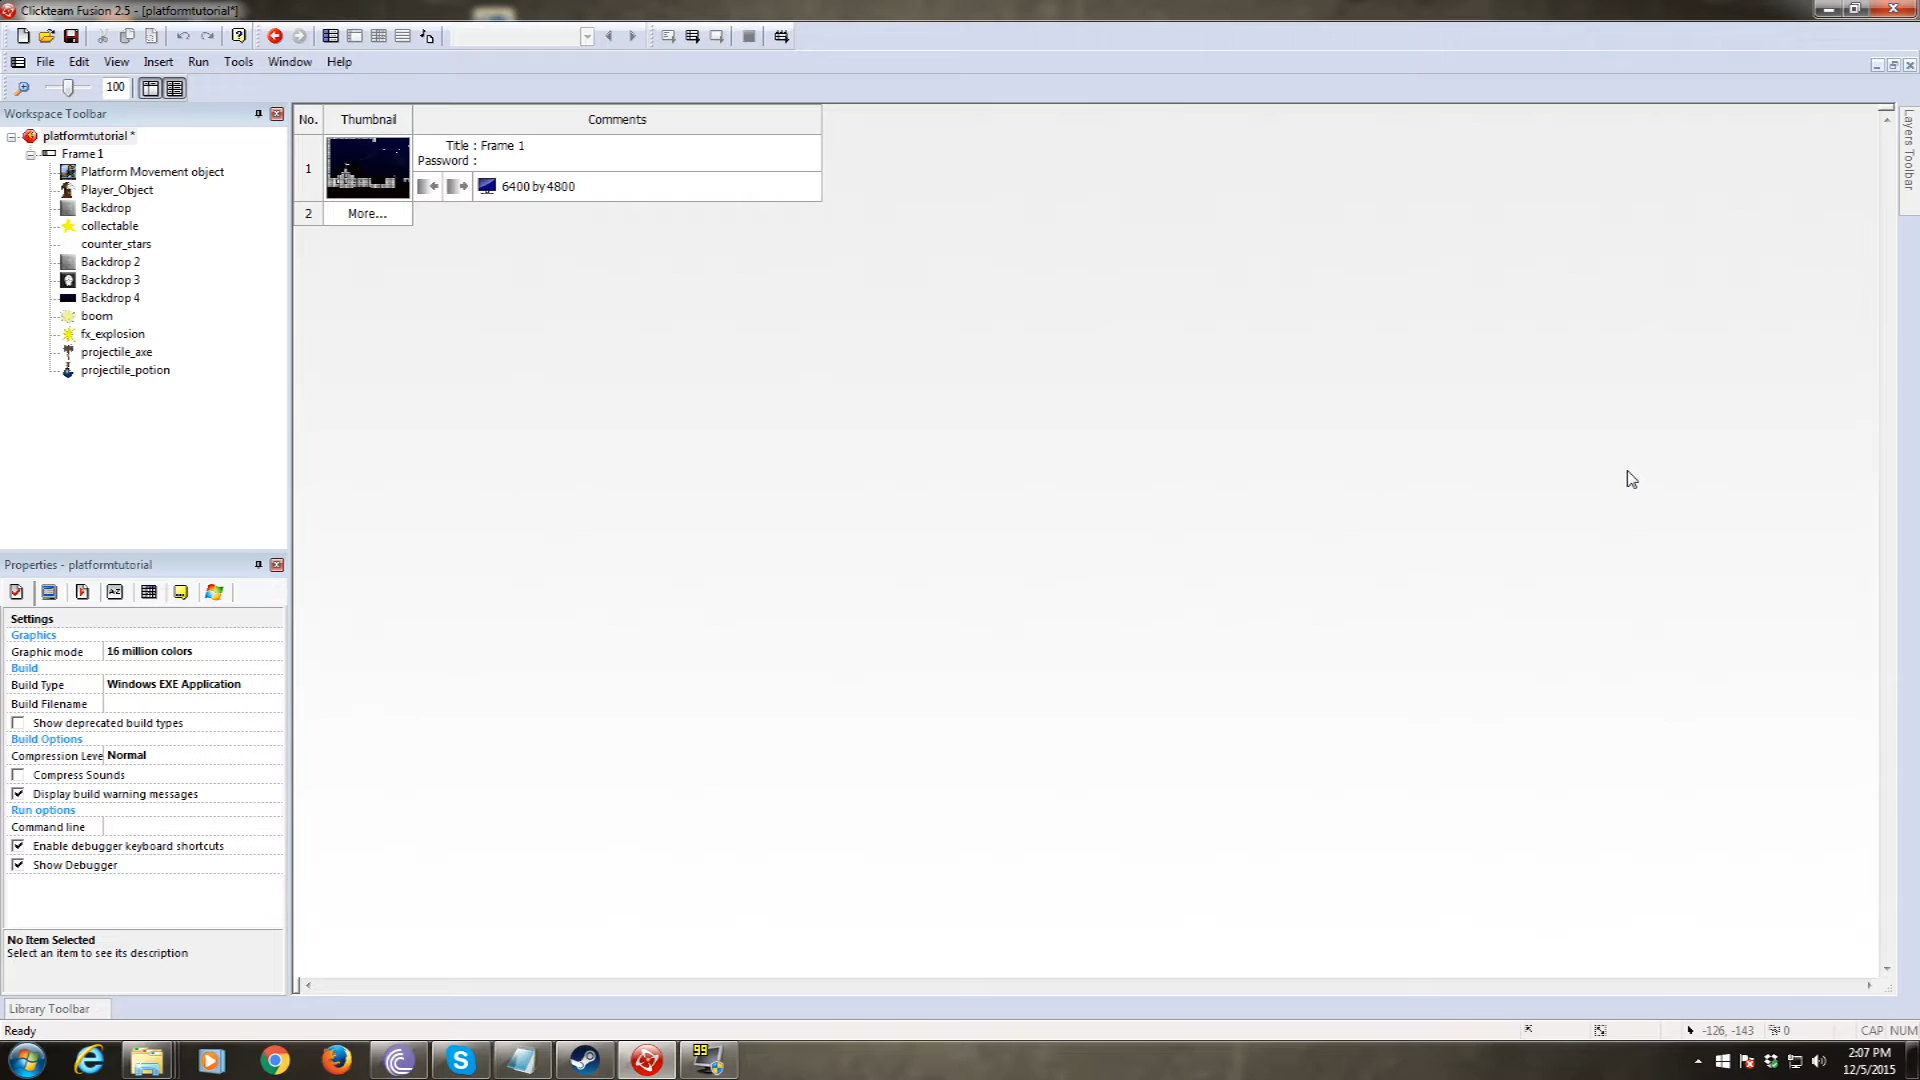 Clickteam Fusion 2.5 - [platformtutorial*]
100
File Edit View Insert Run Tools Window Help
Workspace Toolbar
platformtutorial *
Frame 1
Platform Movement object
Player_Object
Backdrop
collectable
counter_stars
Backdrop 2
Backdrop 3
Backdrop 4
boom
fx_explosion
projectile_axe
projectile_potion
No. Thumbnail Comments
1
Title : Frame 1
Password :
6400 by 4800
2 More...
Layers Toolbar
Properties - platformtutorial
Settings
Graphics
Graphic mode 16 million colors
Build
Build Type Windows EXE Application
Build Filename
Show deprecated build types
Build Options
Compression Leve Normal
Compress Sounds
Display build warning messages
Run options
Command line
Enable debugger keyboard shortcuts
Show Debugger
No Item Selected
Select an item to see its description
Library Toolbar
Ready
-126, -143 0 CAP NUM
99
2:07 PM
12/5/2015